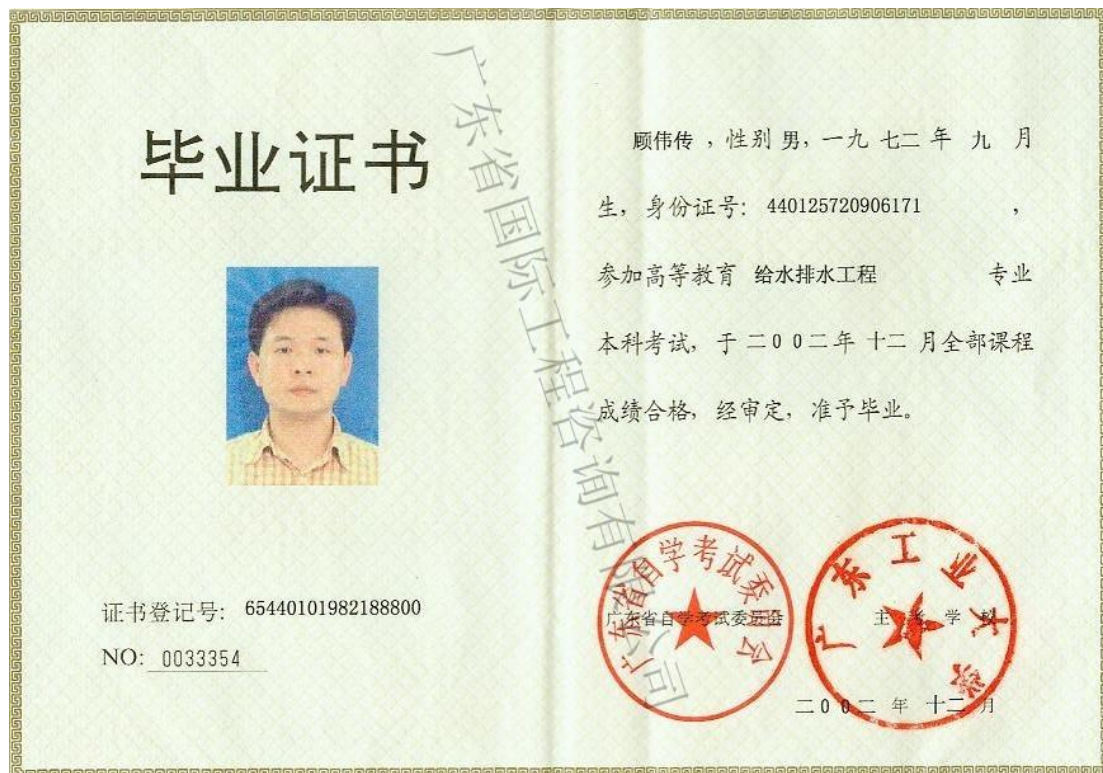 毕业证书
证书登记号: 65440101982188800
NO: 0033354
顾伟传 ，性别 男，一九 七二 年 九 月
生，身份证号: 440125720906171 ，
参加高等教育 给水排水工程 专业
本科考试，于 二00二年 十二 月全部课程
成绩合格，经审定，准予毕业。
广东省自学考试委员会
广东省自学考试委员会
广东工业大学
主考学校
二00二 年 十二 月
广东省国际工程咨询有限公司